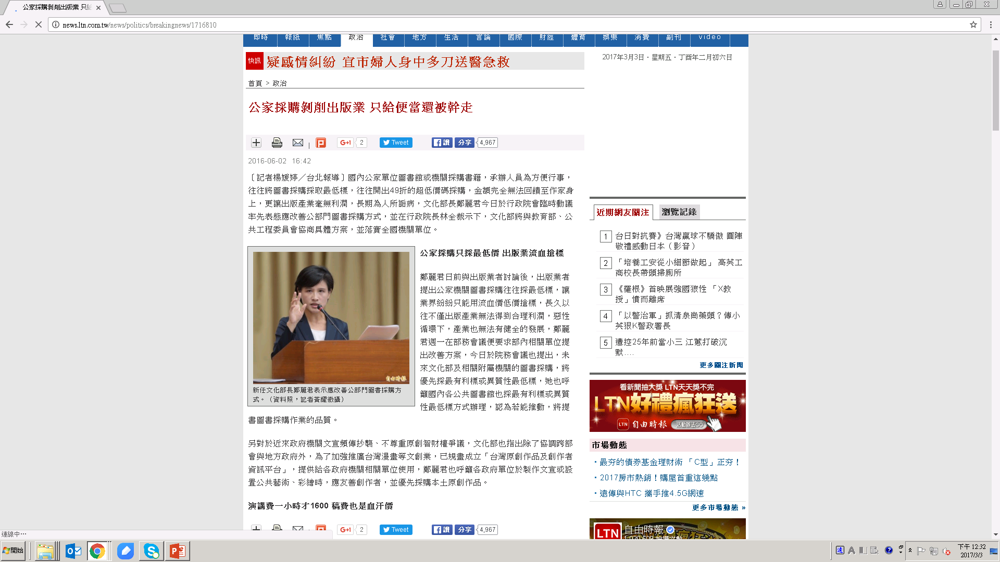 公家採購剝削出版業 只給
news.ltn.com.tw/news/politics/breakingnews/1716810
即時 報紙 焦點 政治 社會 地方 生活 言論 國際 財經 體育 娛樂 消費 副刊 video
快訊 疑感情糾紛 宜市婦人身中多刀送醫急救
2017年3月3日‧星期五‧丁酉年二月初六日
首頁 > 政治
公家採購剝削出版業 只給便當還被幹走
G+1 2 Tweet 讚 分享 4,967
2016-06-02 16:42
〔記者楊媛婷／台北報導〕國內公家單位圖書館或機關採購書籍，承辦人員為方便行事，
往往將圖書採購採取最低標，往往開出49折的超低價碼採購，金額完全無法回饋至作家身
上，更讓出版產業毫無利潤，長期為人所詬病，文化部長鄭麗君今日於行政院會臨時動議
率先表態應改善公部門圖書採購方式，並在行政院長林全裁示下，文化部將與教育部、公
共工程委員會協商具體方案，並落實全國機關單位。
自由時報
新任文化部長鄭麗君表示應改善公部門圖書採購方
式。（資料照，記者黃耀徵攝）
公家採購只採最低價 出版業流血搶標
鄭麗君日前與出版業者討論後，出版業者
提出公家機關圖書採購往往採最低標，讓
業界紛紛只能用流血價低價搶標，長久以
往不僅出版產業無法得到合理利潤，惡性
循環下，產業也無法有健全的發展，鄭麗
君週一在部務會議便要求部內相關單位提
出改善方案，今日於院務會議也提出，未
來文化部及相關附屬機關的圖書採購，將
優先採最有利標或異質性最低標，她也呼
籲國內各公共圖書館也採最有利標或異質
性最低標方式辦理，認為若能推動，將提
書圖書採購作業的品質。
另對於近來政府機關文宣頻傳抄襲、不尊重原創智財權爭議，文化部也指出除了協調跨部
會與地方政府外，為了加強推廣台灣漫畫等文創業，已規畫成立「台灣原創作品及創作者
資訊平台」，提供給各政府機關相關單位使用，鄭麗君也呼籲各政府單位於製作文宣或設
置公共藝術、彩繪時，應友善創作者，並優先採購本土原創作品。
演講費一小時才1600 稿費也是血汗價
G+1 2 Tweet 讚 分享 4,967
近期網友關注 瀏覽記錄
1 台日對抗賽》台灣贏球不驕傲 圓陣
敬禮感動日本（影音）
2 「培養工安從小細節做起」 高英工
商校長帶頭掃廁所
3 《羅根》首映展強國狼性 「X教
授」憤而離席
4 「以警治軍」抓清泉崗藥頭？傳小
英狠K警政署長
5 遭控25年前當小三 江蕙打破沉
默....
更多關注新聞
看新聞抽大獎 LTN天天獎不完
LTN好禮瘋狂送
LTN 自由時報 活動辦法GO
市場動態
‧最夯的債券基金理財術 「C型」正夯！
‧2017房市熱銷！購屋首重這幾點
‧遠傳與HTC 攜手推4.5G網速
更多市場動態 »
LTN 自由時報
連線中…
開始
速
下午 12:32
2017/3/3